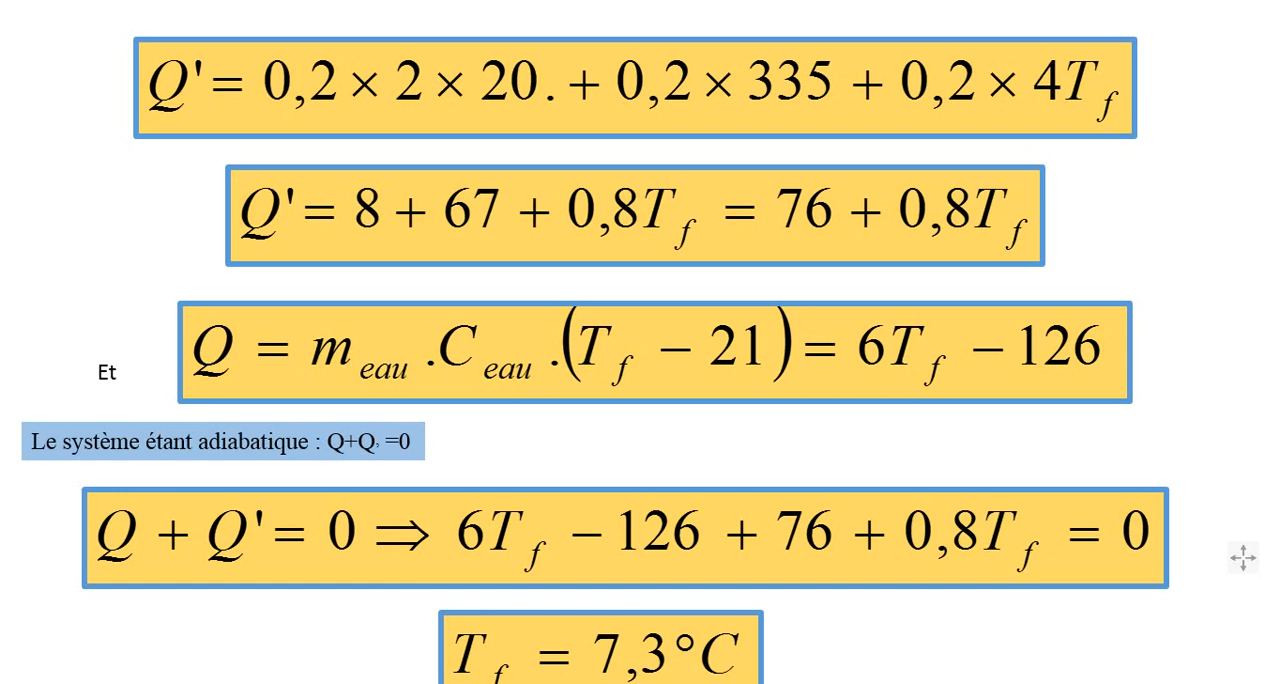 Q' = 0,2 × 2 × 20. + 0,2 × 335 + 0,2 × 4T_f
Q' = 8 + 67 + 0,8T_f = 76 + 0,8T_f
Et Q = m_eau .C_eau .(T_f − 21) = 6T_f − 126
Le système étant adiabatique : Q+Q, =0
Q + Q' = 0 ⇒ 6T_f − 126 + 76 + 0,8T_f = 0
T_f = 7,3°C